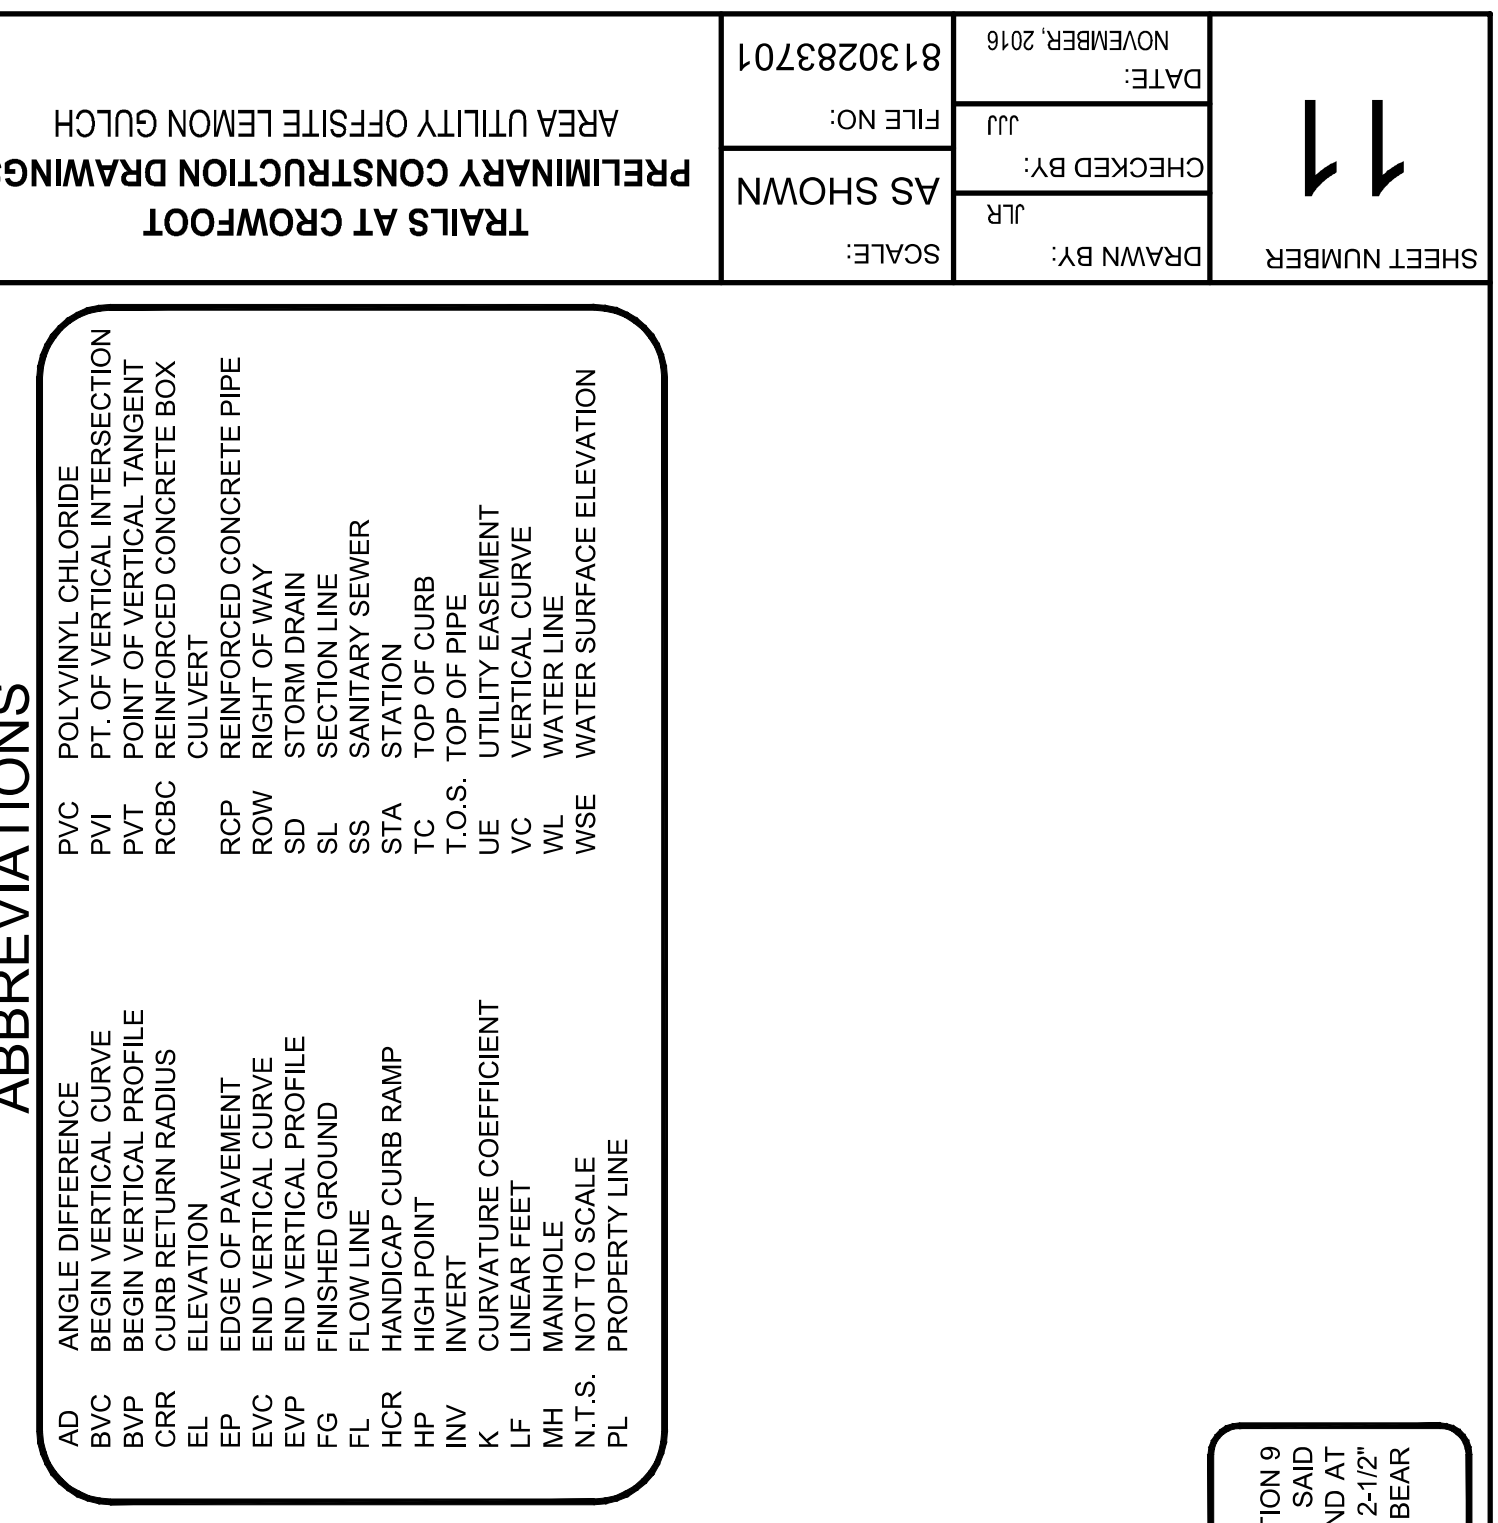 SHEET NUMBER
11
DRAWN BY:
JLR
CHECKED BY:
JJJ
DATE:
NOVEMBER, 2016
SCALE:
AS SHOWN
FILE NO:
8130283701
TRAILS AT CROWFOOT
PRELIMINARY CONSTRUCTION DRAWINGS
AREA UTILITY OFFSITE LEMON GULCH
ABBREVIATIONS
AD ANGLE DIFFERENCE
BVC BEGIN VERTICAL CURVE
BVP BEGIN VERTICAL PROFILE
CRR CURB RETURN RADIUS
EL ELEVATION
EP EDGE OF PAVEMENT
EVC END VERTICAL CURVE
EVP END VERTICAL PROFILE
FG FINISHED GROUND
FL FLOW LINE
HCR HANDICAP CURB RAMP
HP HIGH POINT
INV INVERT
K CURVATURE COEFFICIENT
LF LINEAR FEET
MH MANHOLE
N.T.S. NOT TO SCALE
PL PROPERTY LINE
PVC POLYVINYL CHLORIDE
PVI PT. OF VERTICAL INTERSECTION
PVT POINT OF VERTICAL TANGENT
RCBC REINFORCED CONCRETE BOX
CULVERT
RCP REINFORCED CONCRETE PIPE
ROW RIGHT OF WAY
SD STORM DRAIN
SL SECTION LINE
SS SANITARY SEWER
STA STATION
TC TOP OF CURB
T.O.S. TOP OF PIPE
UE UTILITY EASEMENT
VC VERTICAL CURVE
WL WATER LINE
WSE WATER SURFACE ELEVATION
TION 9
SAID
ND AT
2-1/2"
BEAR